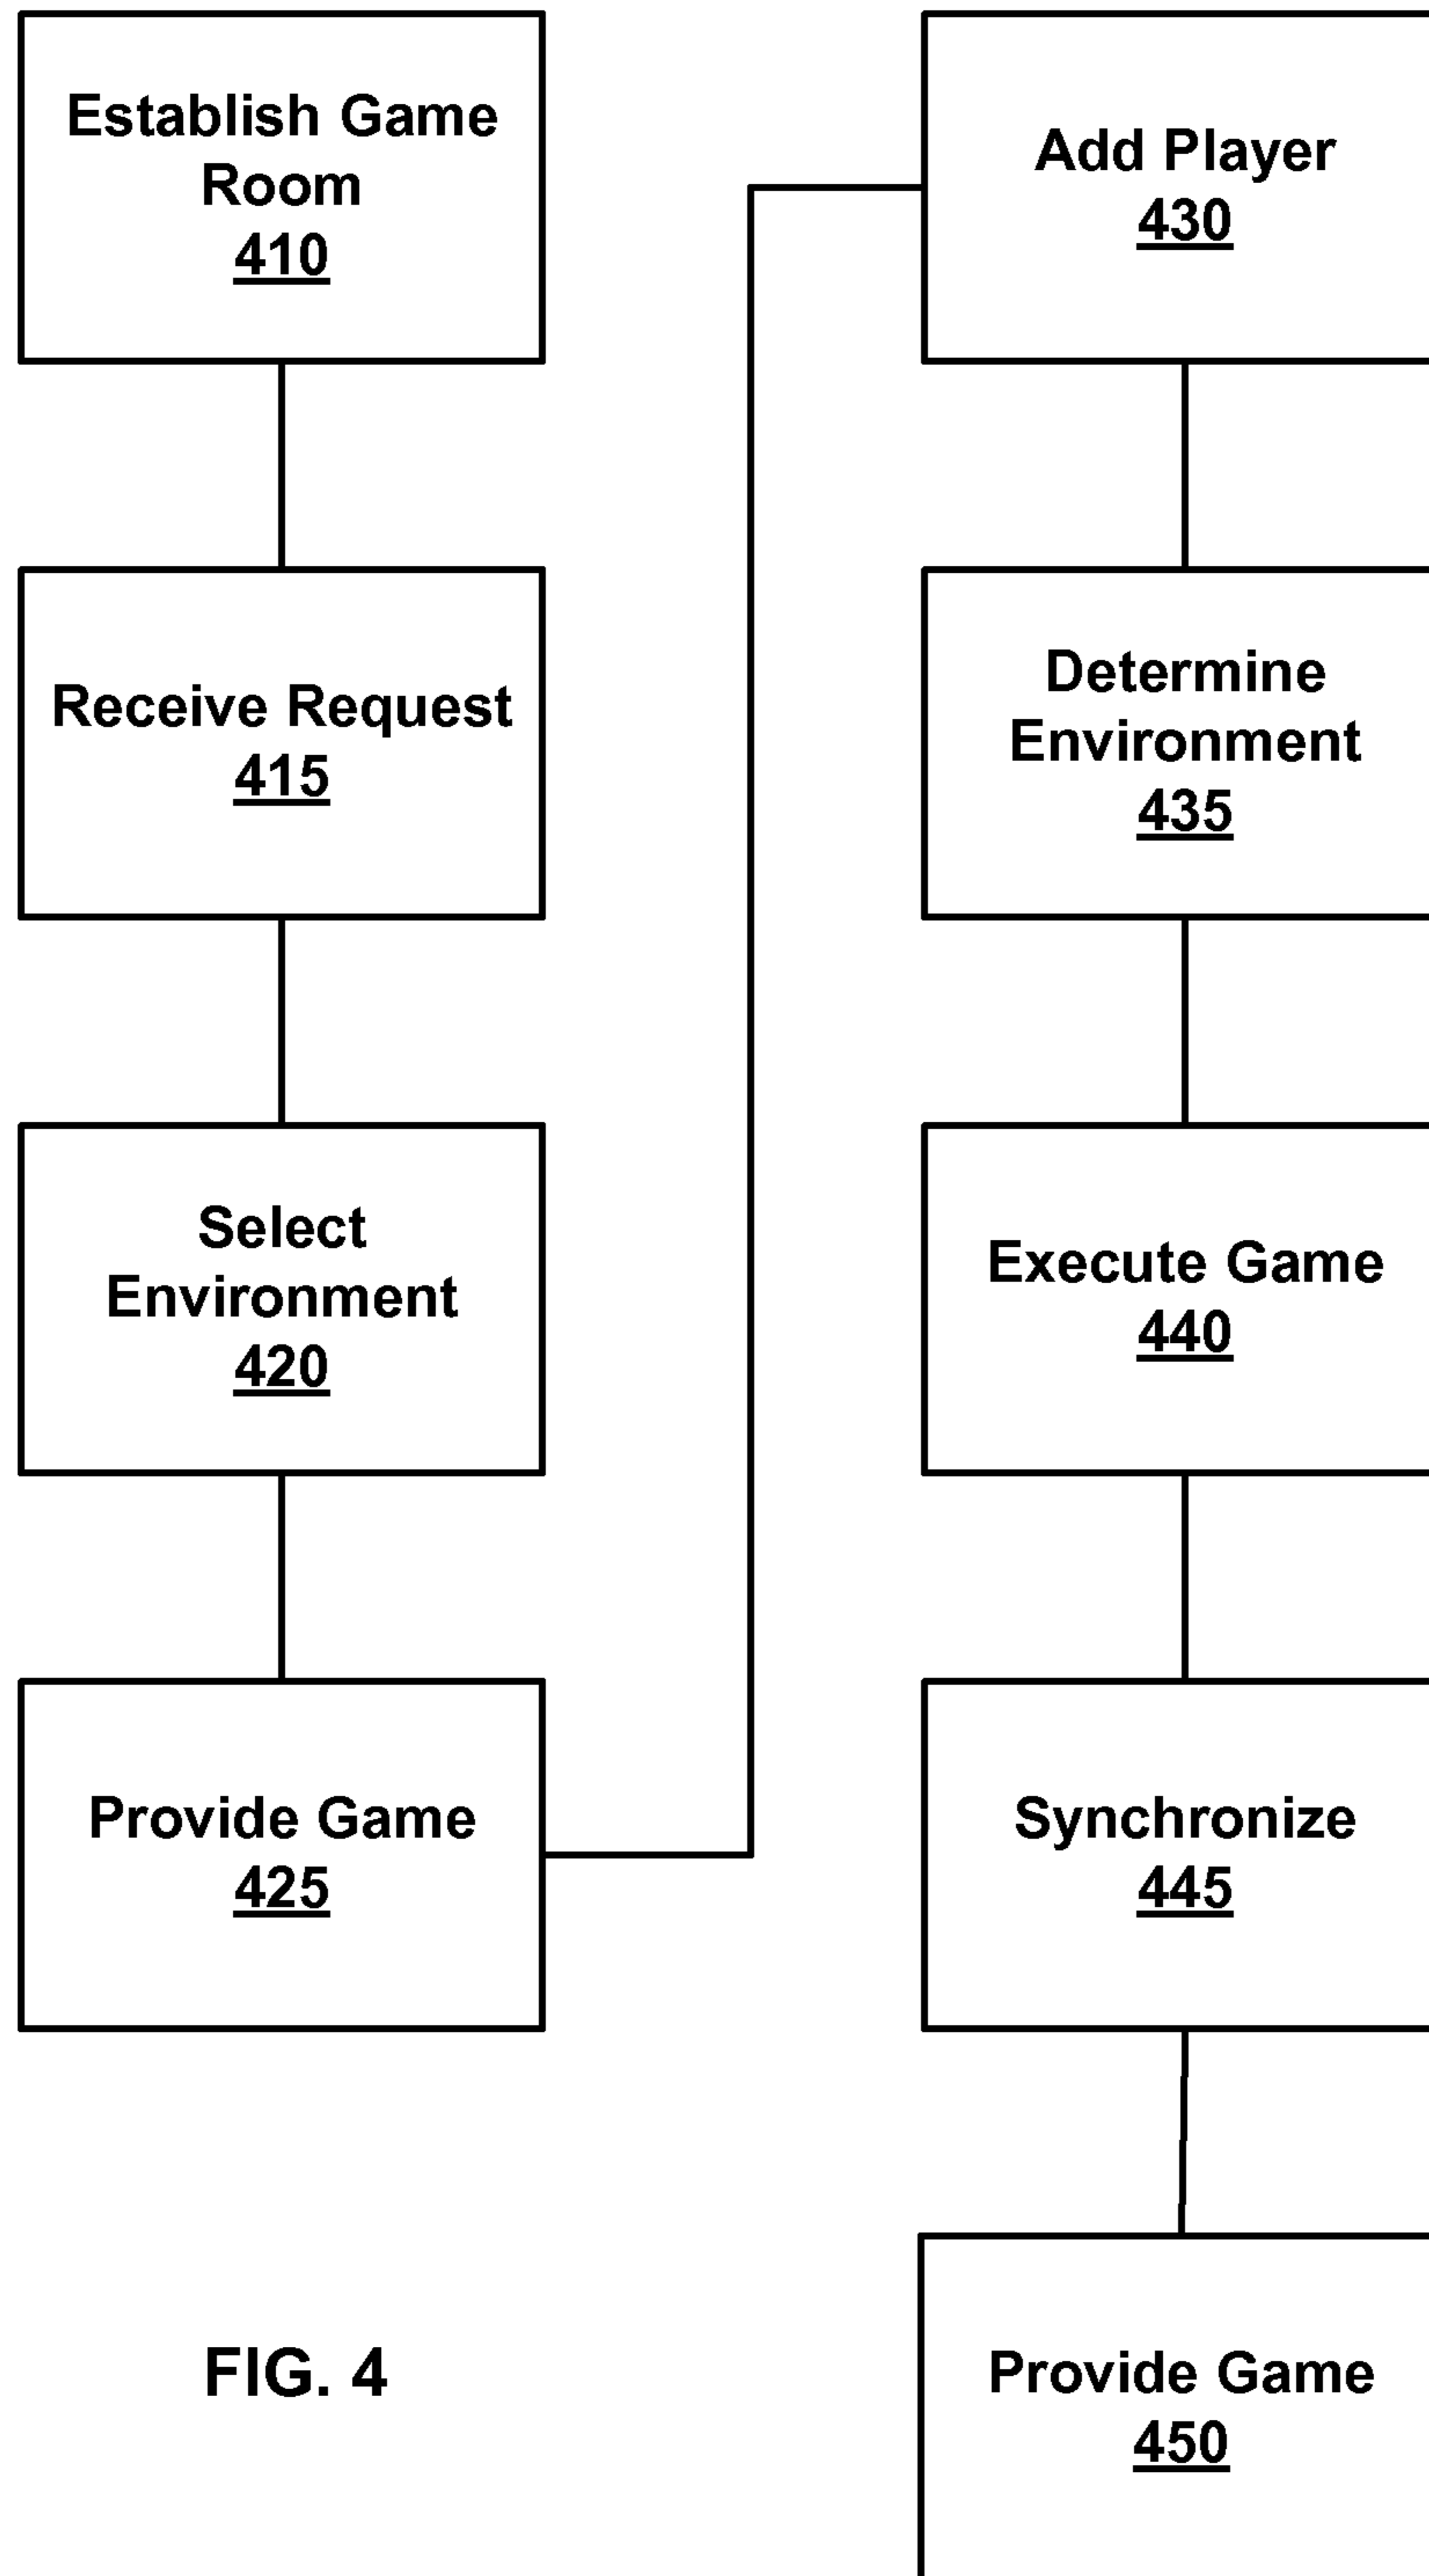 Establish Game
Room
410
Receive Request
415
Select
Environment
420
Provide Game
425
Add Player
430
Determine
Environment
435
Execute Game
440
Synchronize
445
Provide Game
450
FIG. 4